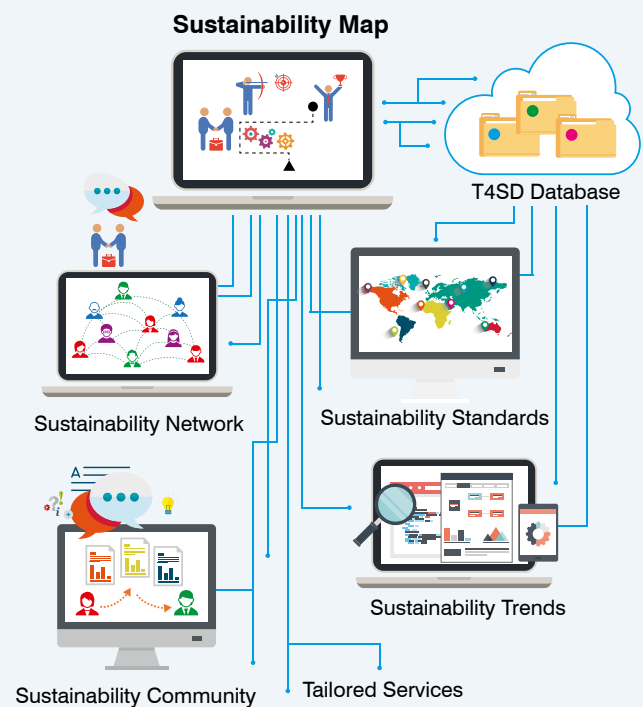 Sustainability Map
T4SD Database
Sustainability Network
Sustainability Standards
A
?!
i
Sustainability Trends
Sustainability Community
Tailored Services